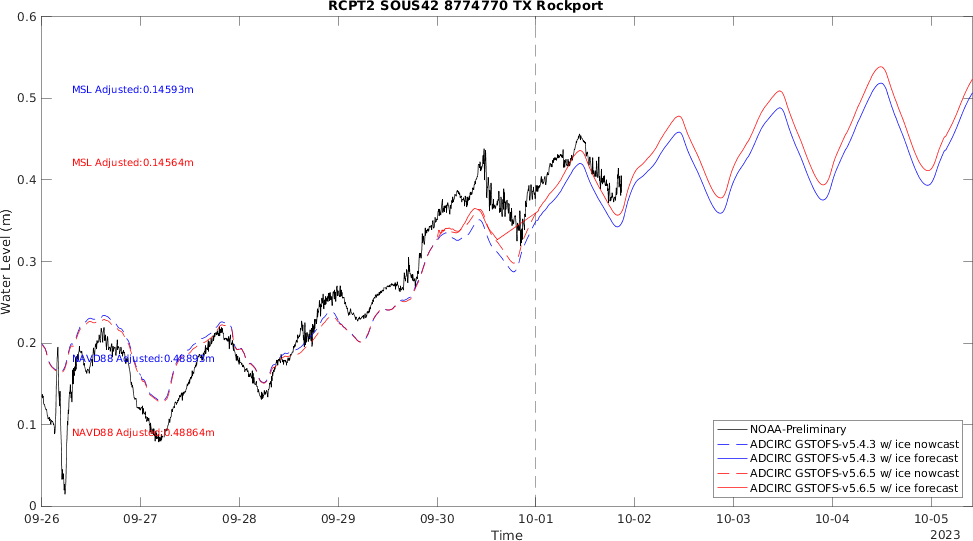 RCPT2 SOUS42 8774770 TX Rockport
0.6
0.5
0.4
0.3
0.2
0.1
0
Water Level (m)
MSL Adjusted:0.14593m
MSL Adjusted:0.14564m
NAVD88 Adjusted:0.48893m
NAVD88 Adjusted:0.48864m
NOAA-Preliminary
ADCIRC GSTOFS-v5.4.3 w/ ice nowcast
ADCIRC GSTOFS-v5.4.3 w/ ice forecast
ADCIRC GSTOFS-v5.6.5 w/ ice nowcast
ADCIRC GSTOFS-v5.6.5 w/ ice forecast
09-26 09-27 09-28 09-29 09-30 10-01 10-02 10-03 10-04 10-05
Time
2023